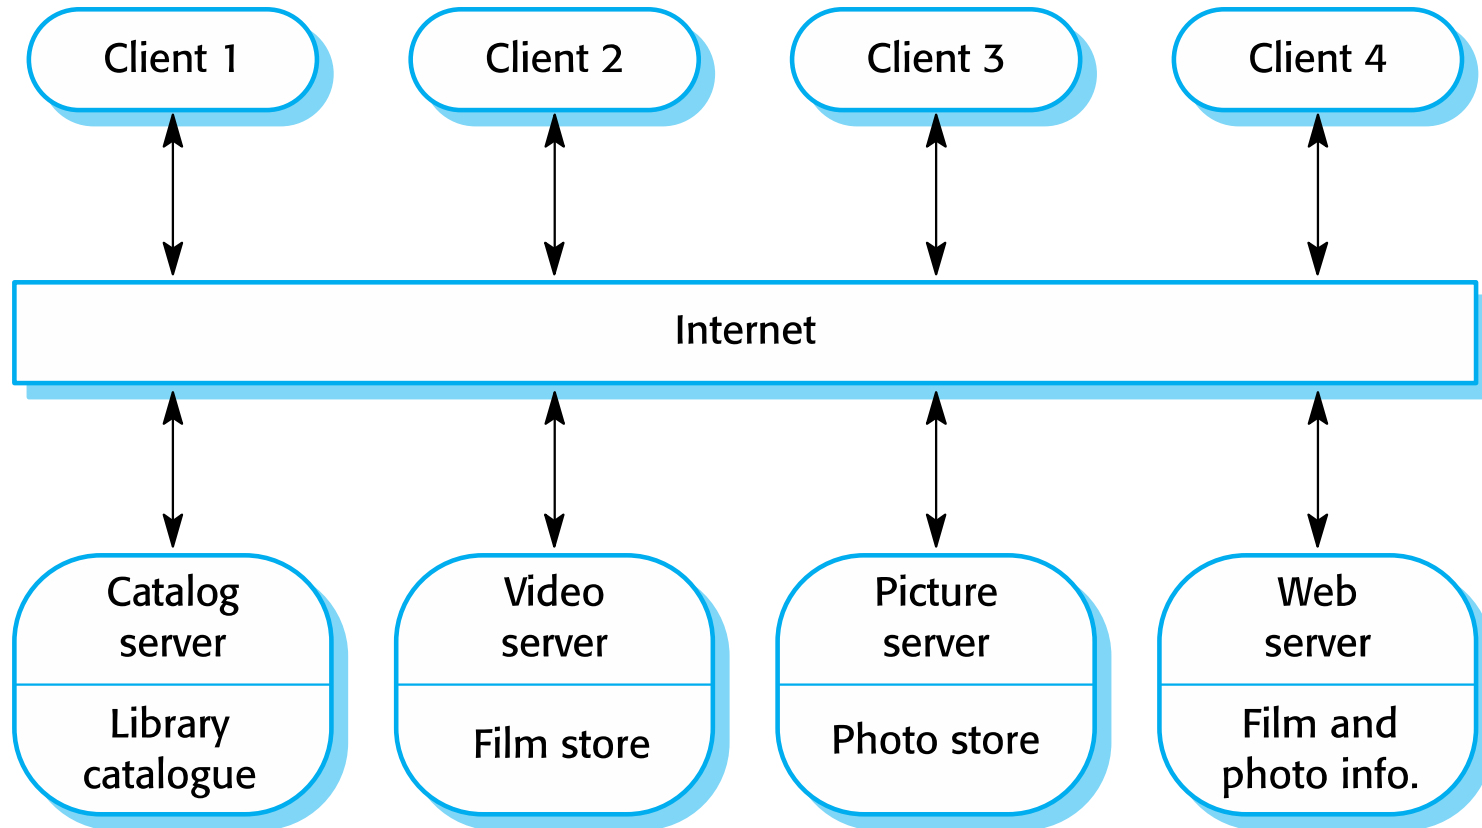 Client 1
Client 2
Client 3
Client 4
Internet
Catalog
server
Library
catalogue
Video
server
Film store
Picture
server
Photo store
Web
server
Film and
photo info.